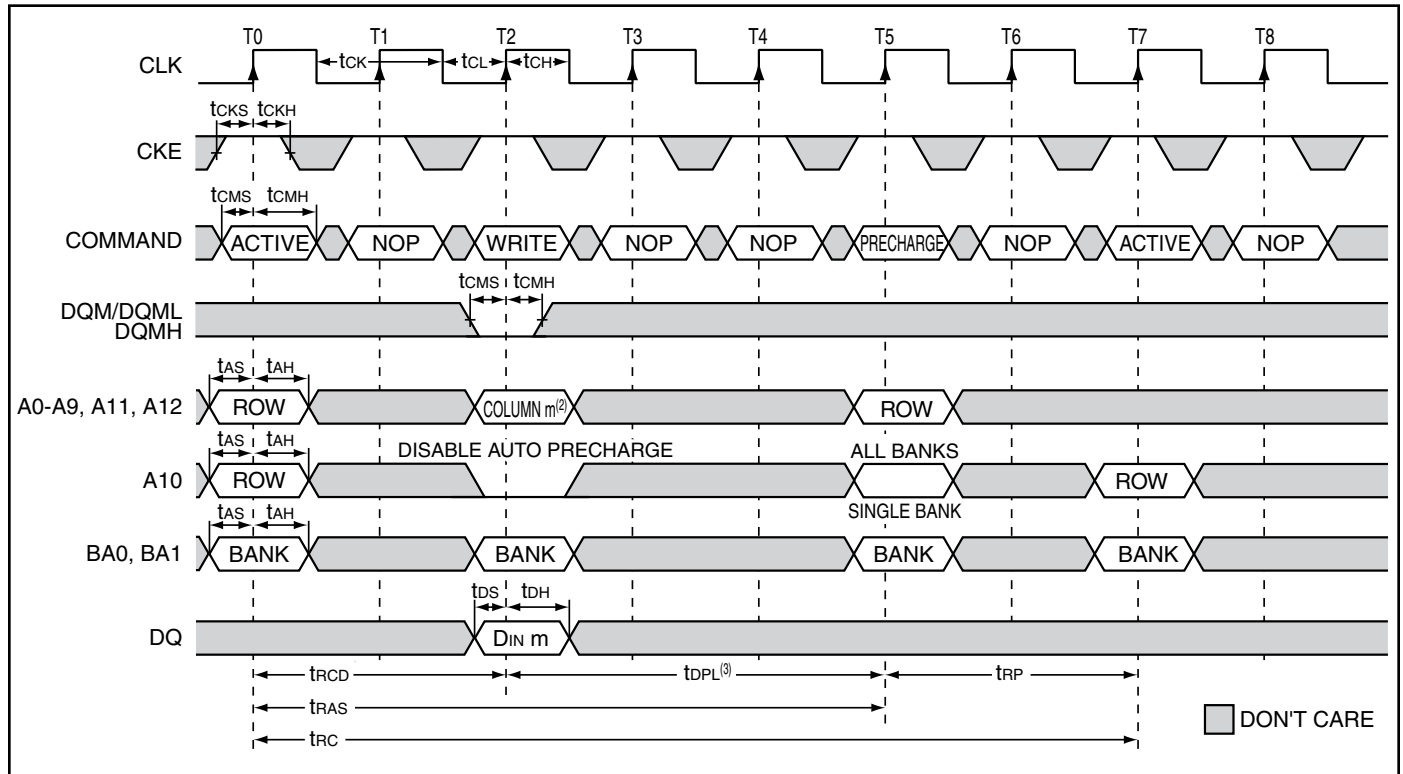 T0 T1 T2 T3 T4 T5 T6 T7 T8
CLK
tCK tCL tCH
tCKS tCKH
CKE
tCMS tCMH
COMMAND ACTIVE NOP WRITE NOP NOP PRECHARGE NOP ACTIVE NOP
tCMS tCMH
DQM/DQML
DQMH
tAS tAH
A0-A9, A11, A12 ROW COLUMN m(2) ROW
tAS tAH DISABLE AUTO PRECHARGE ALL BANKS
A10 ROW ROW
tAS tAH SINGLE BANK
BA0, BA1 BANK BANK BANK BANK
tDS tDH
DQ DIN m
tRCD tDPL(3) tRP
tRAS
DON'T CARE
tRC